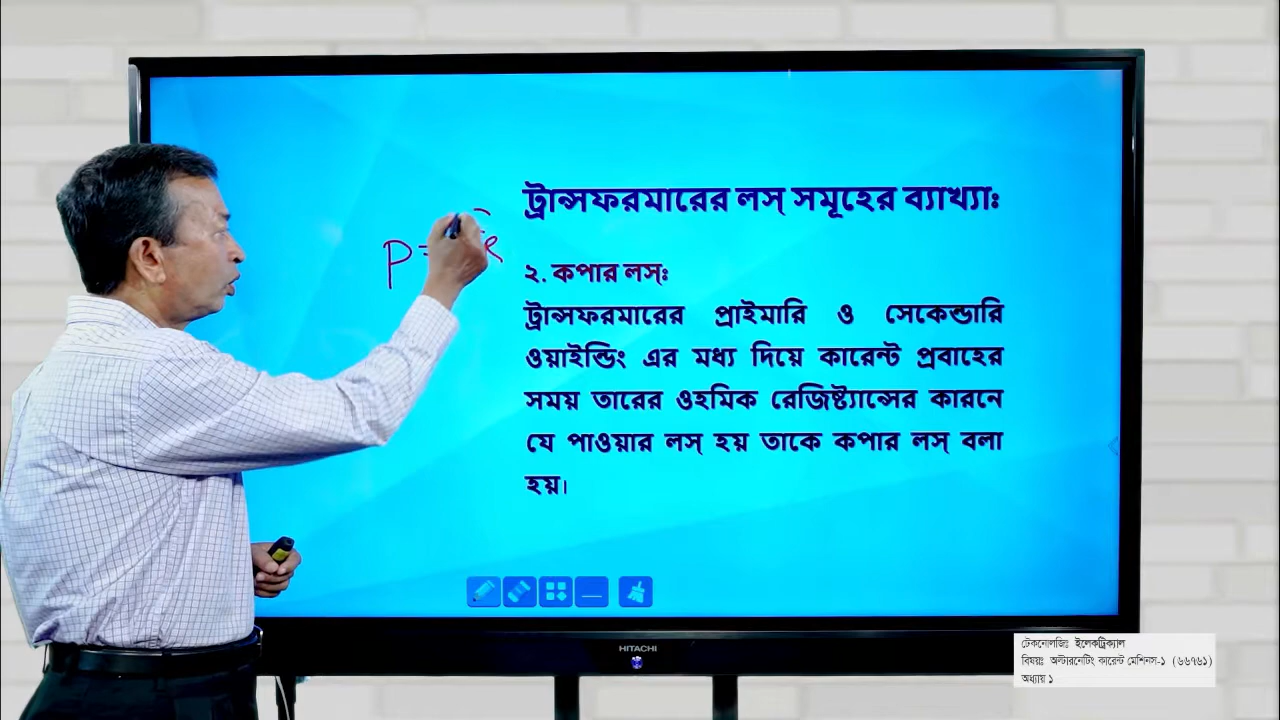 ট্রান্সফরমারের লস্ সমূহের ব্যাখ্যাঃ
P=
২. কপার লস্ঃ
ট্রান্সফরমারের প্রাইমারি ও সেকেন্ডারি
ওয়াইন্ডিং এর মধ্য দিয়ে কারেন্ট প্রবাহের
সময় তারের ওহমিক রেজিষ্ট্যান্সের কারনে
যে পাওয়ার লস্ হয় তাকে কপার লস্ বলা
হয়।
HITACHI
টেকনোলজিঃ ইলেকট্রিক্যাল
বিষয়ঃ অল্টারনেটিং কারেন্ট মেশিনস-১ (৬৬৭৬১)
অধ্যায় ১